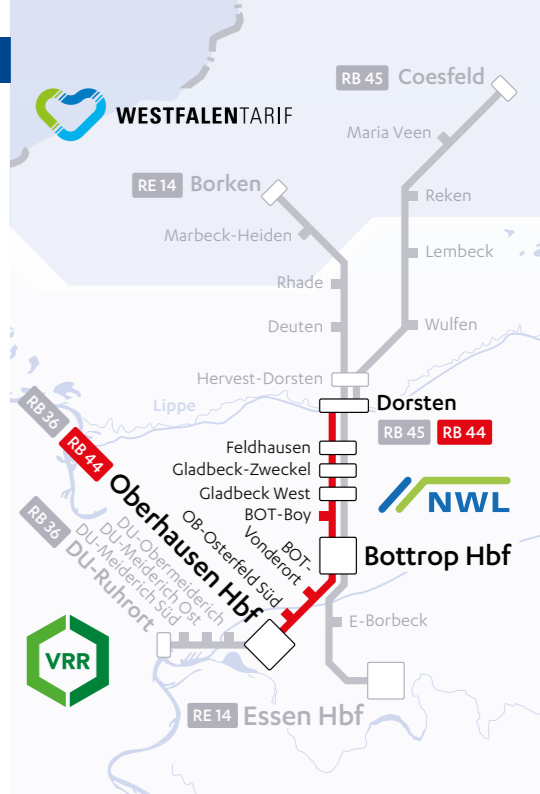 RB 45 Coesfeld
WESTFALENTARIF
Maria Veen
RE 14 Borken
Reken
Marbeck-Heiden
Lembeck
Rhade
Deuten
Wulfen
Hervest-Dorsten
Lippe
Dorsten
RB 45 RB 44
Feldhausen
Gladbeck-Zweckel
Gladbeck West
BOT-Boy
NWL
Bottrop Hbf
BOT-
Vonderort
OB-Osterfeld Süd
RB 36
RB 44
Oberhausen Hbf
DU-Obermeiderich
DU-Meiderich Ost
DU-Meiderich Süd
RB 36
DU-Ruhrort
E-Borbeck
VRR
RE 14 Essen Hbf